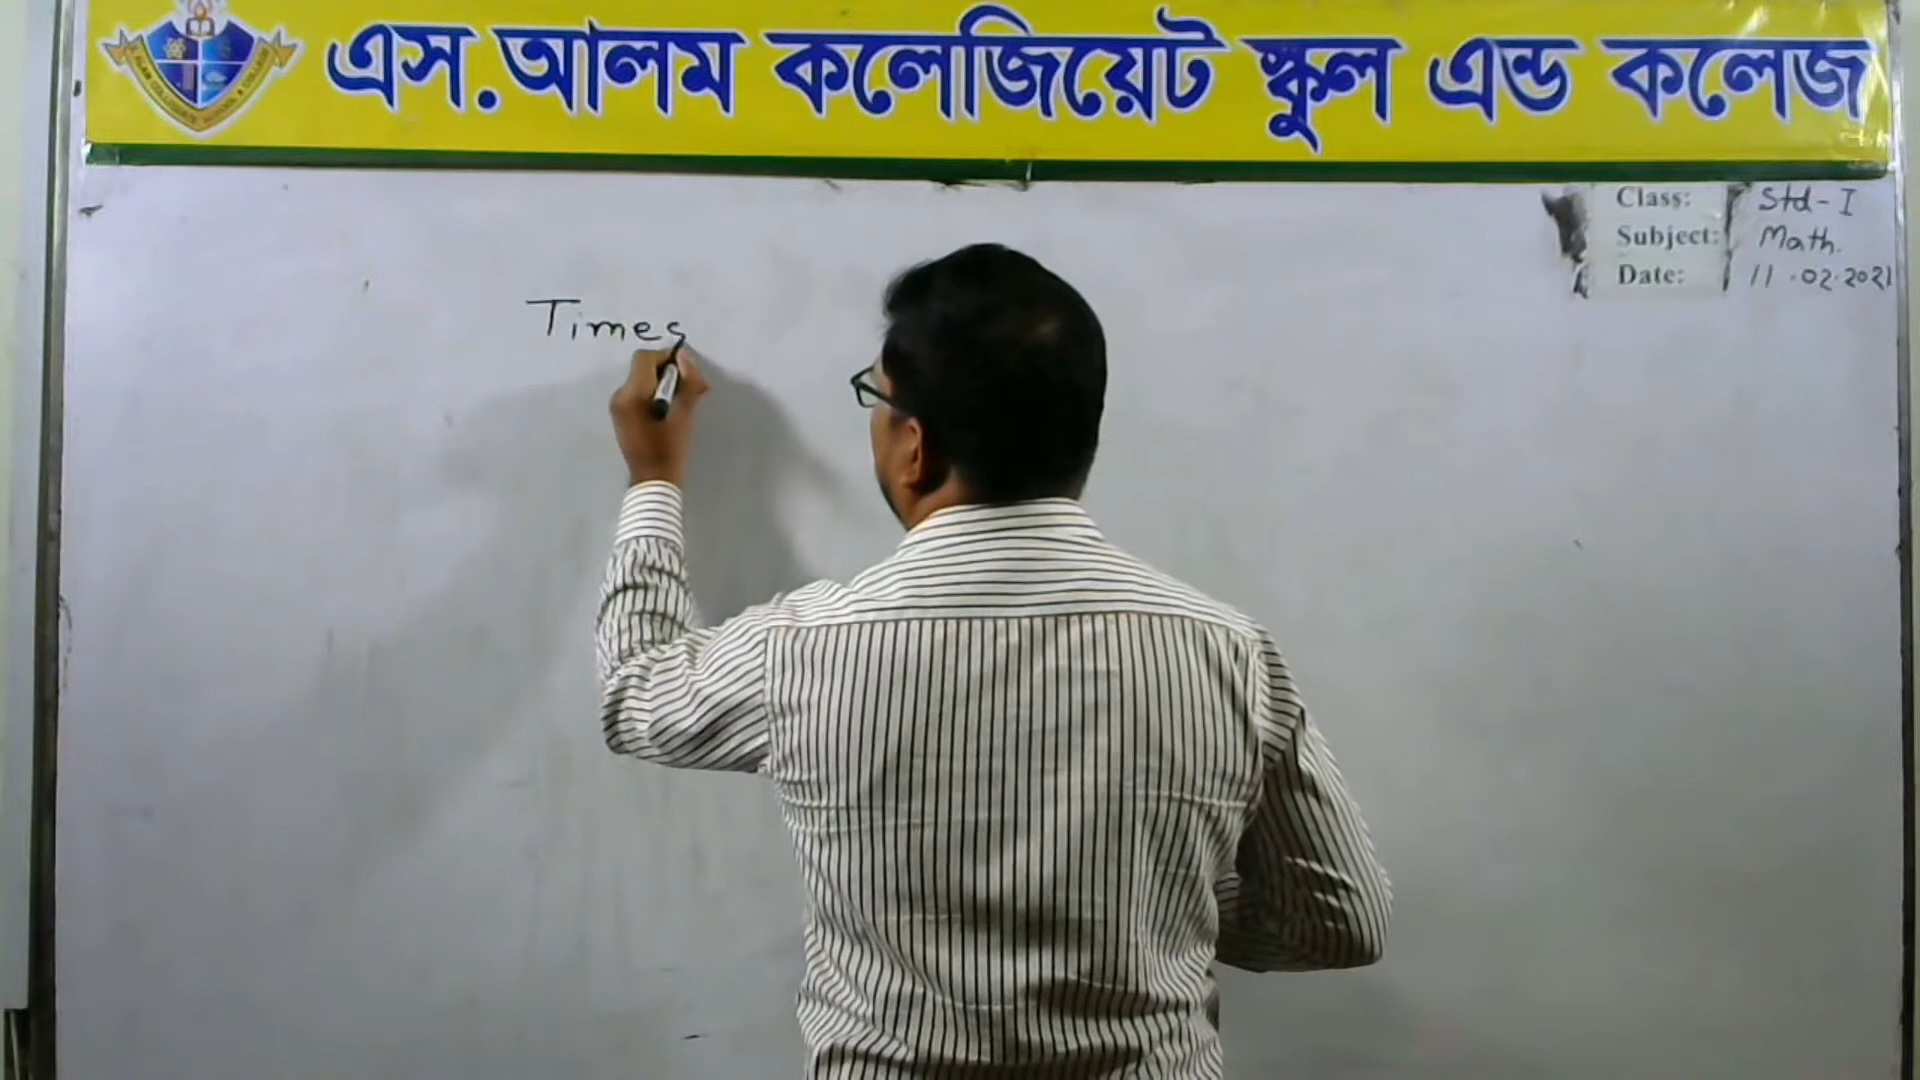 এস.আলম কলেজিয়েট স্কুল এন্ড কলেজ
Class: Std-I
Subject: Math.
Date: 11.02.2021
Times